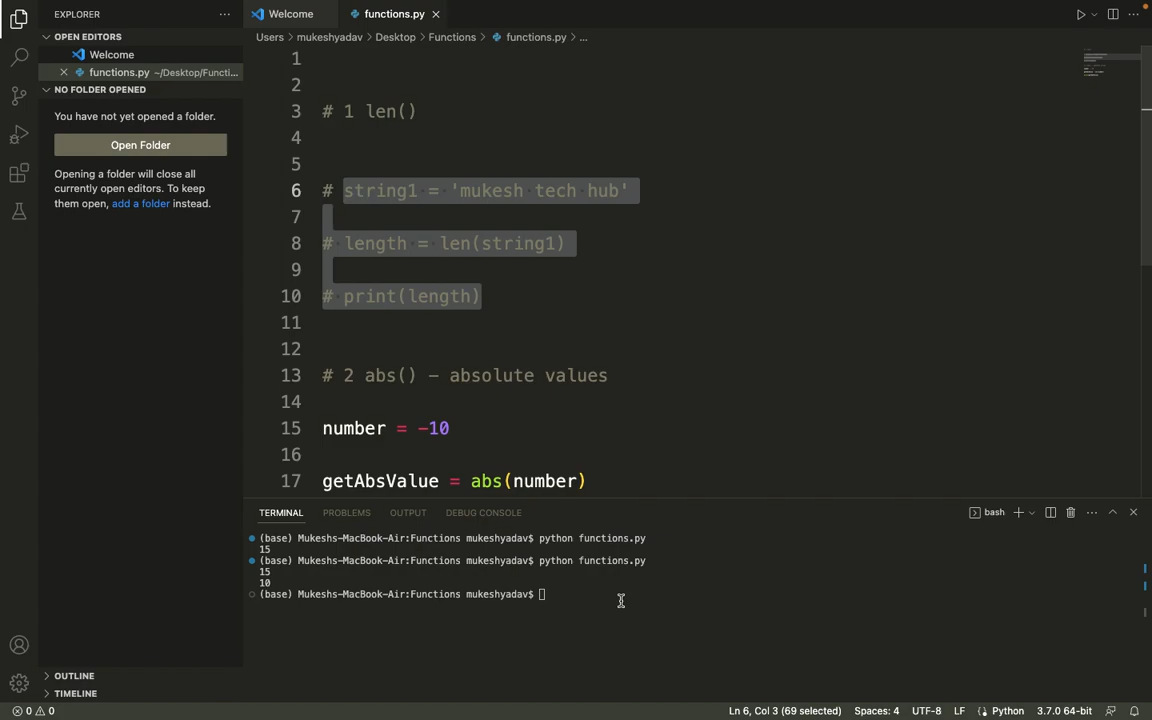 EXPLORER
Welcome
functions.py
OPEN EDITORS
Users > mukeshyadav > Desktop > Functions > functions.py > ...
Welcome
functions.py ~/Desktop/Functi...
NO FOLDER OPENED
You have not yet opened a folder.
Open Folder
Opening a folder will close all
currently open editors. To keep
them open, add a folder instead.
OUTLINE
TIMELINE
1
2
3 # 1 len()
4
5
6 # string1 = 'mukesh tech hub'
7
8 # length = len(string1)
9
10 # print(length)
11
12
13 # 2 abs() - absolute values
14
15 number = -10
16
17 getAbsValue = abs(number)
TERMINAL PROBLEMS OUTPUT DEBUG CONSOLE
bash
(base) Mukeshs-MacBook-Air:Functions mukeshyadav$ python functions.py
15
(base) Mukeshs-MacBook-Air:Functions mukeshyadav$ python functions.py
15
10
(base) Mukeshs-MacBook-Air:Functions mukeshyadav$
0 0 Ln 6, Col 3 (69 selected) Spaces: 4 UTF-8 LF Python 3.7.0 64-bit